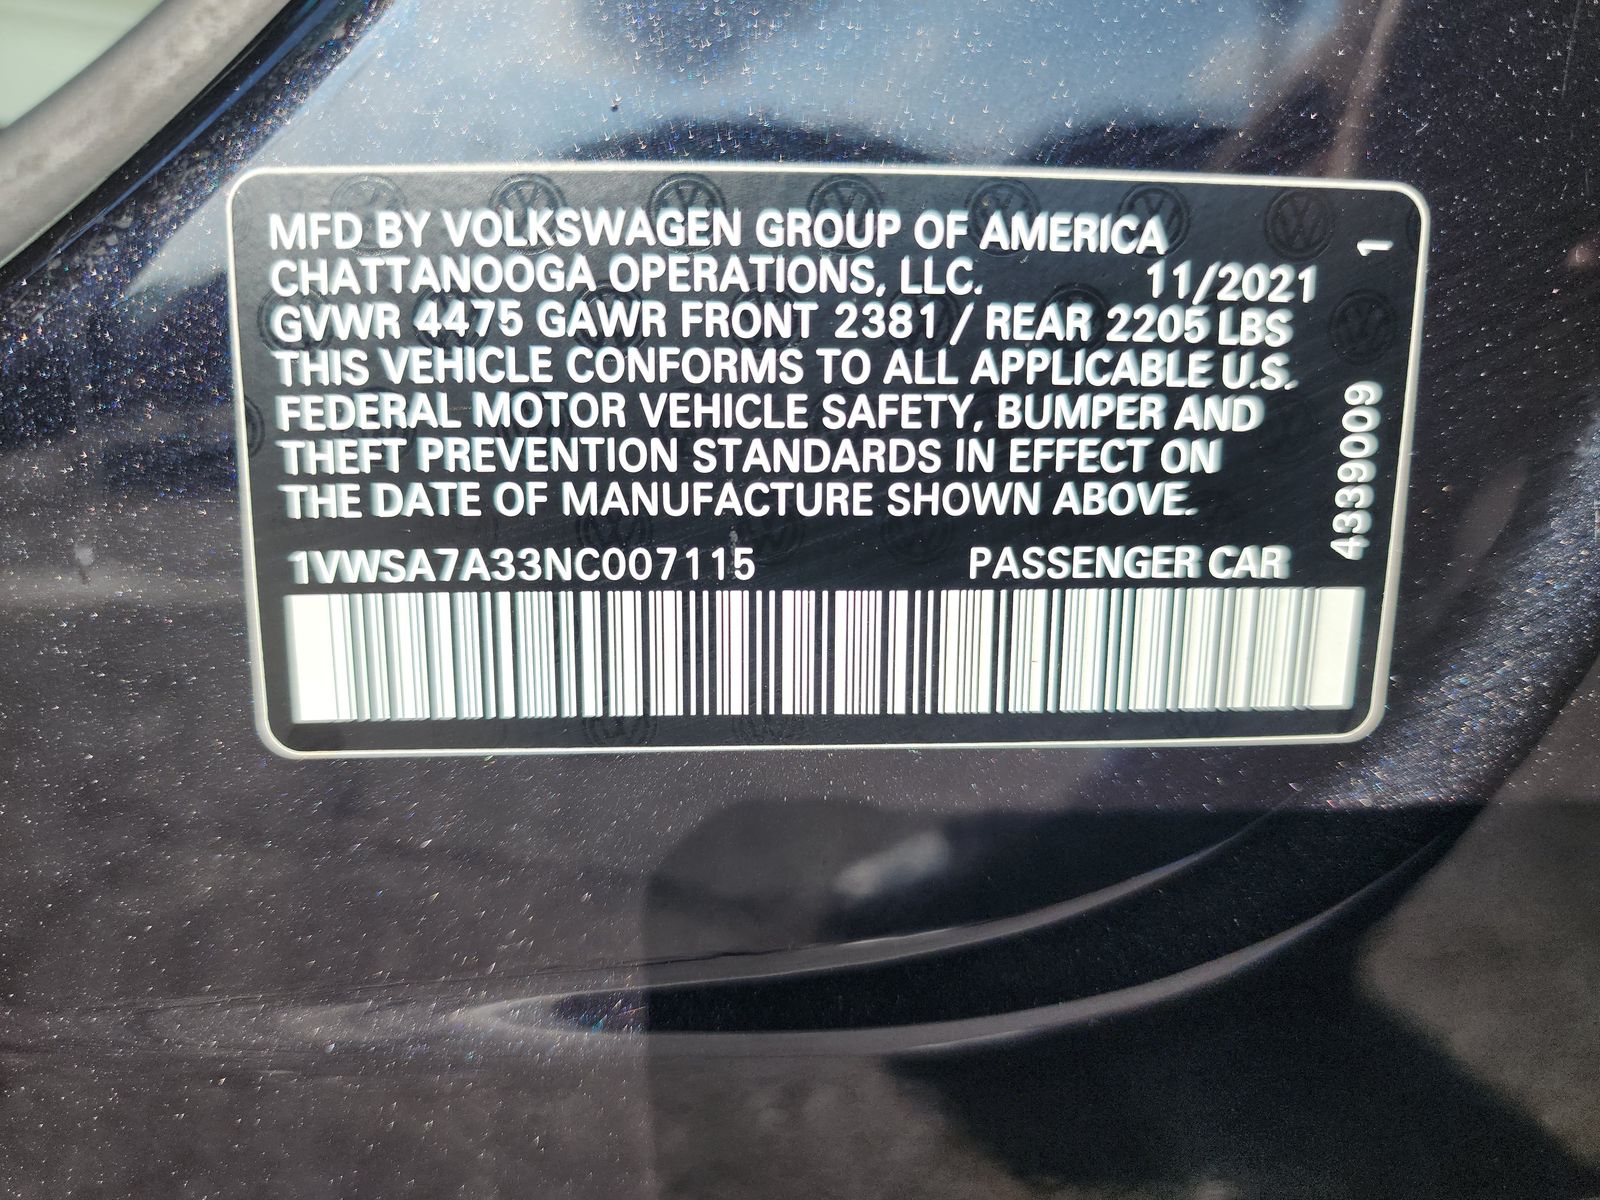 MFD BY VOLKSWAGEN GROUP OF AMERICA
CHATTANOOGA OPERATIONS, LLC. 11/2021
GVWR 4475 GAWR FRONT 2381 / REAR 2205 LBS
THIS VEHICLE CONFORMS TO ALL APPLICABLE U.S.
FEDERAL MOTOR VEHICLE SAFETY, BUMPER AND
THEFT PREVENTION STANDARDS IN EFFECT ON
THE DATE OF MANUFACTURE SHOWN ABOVE.
1VWSA7A33NC007115 PASSENGER CAR
4339009 1